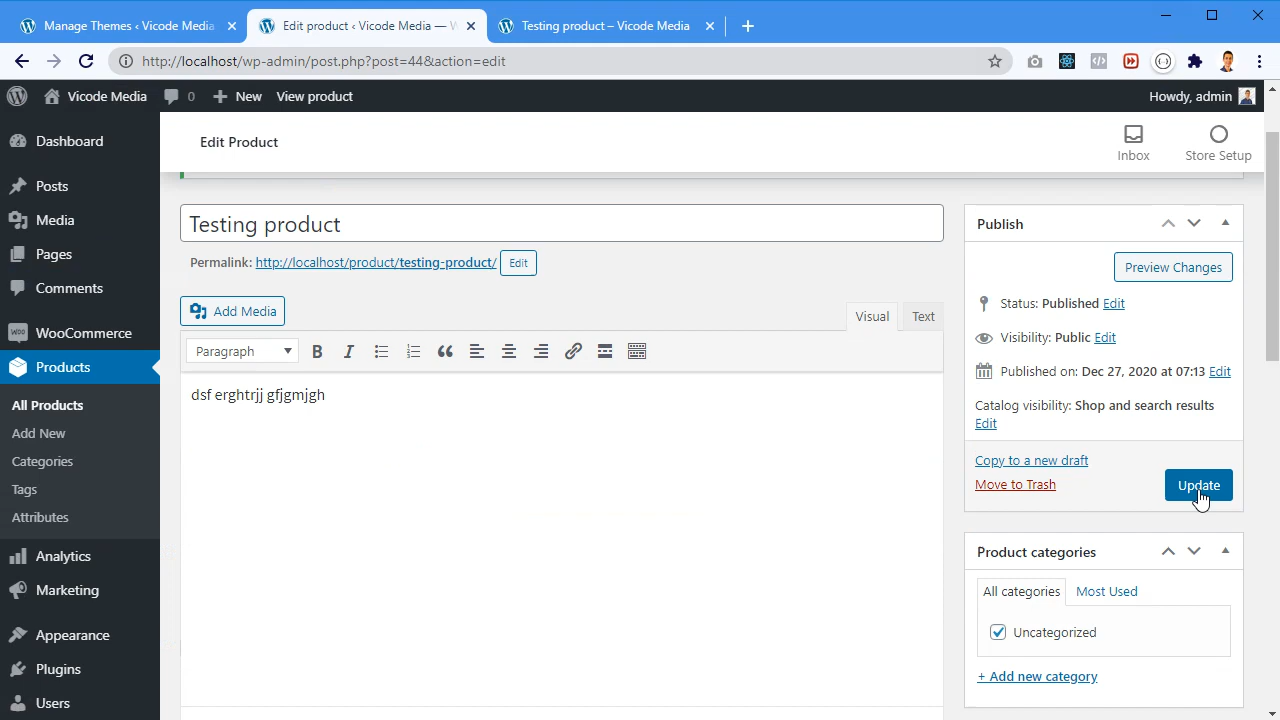 Manage Themes ‹ Vicode Media
Edit product ‹ Vicode Media — W
Testing product – Vicode Media
http://localhost/wp-admin/post.php?post=44&action=edit
Vicode Media
0
New
View product
Howdy, admin
Dashboard
Posts
Media
Pages
Comments
WooCommerce
Products
All Products
Add New
Categories
Tags
Attributes
Analytics
Marketing
Appearance
Plugins
Users
Edit Product
Inbox
Store Setup
Testing product
Permalink: http://localhost/product/testing-product/ Edit
Add Media
Visual
Text
Paragraph
dsf erghtrjj gfjgmjgh
Publish
Preview Changes
Status: Published Edit
Visibility: Public Edit
Published on: Dec 27, 2020 at 07:13 Edit
Catalog visibility: Shop and search results
Edit
Copy to a new draft
Move to Trash
Update
Product categories
All categories
Most Used
Uncategorized
+ Add new category